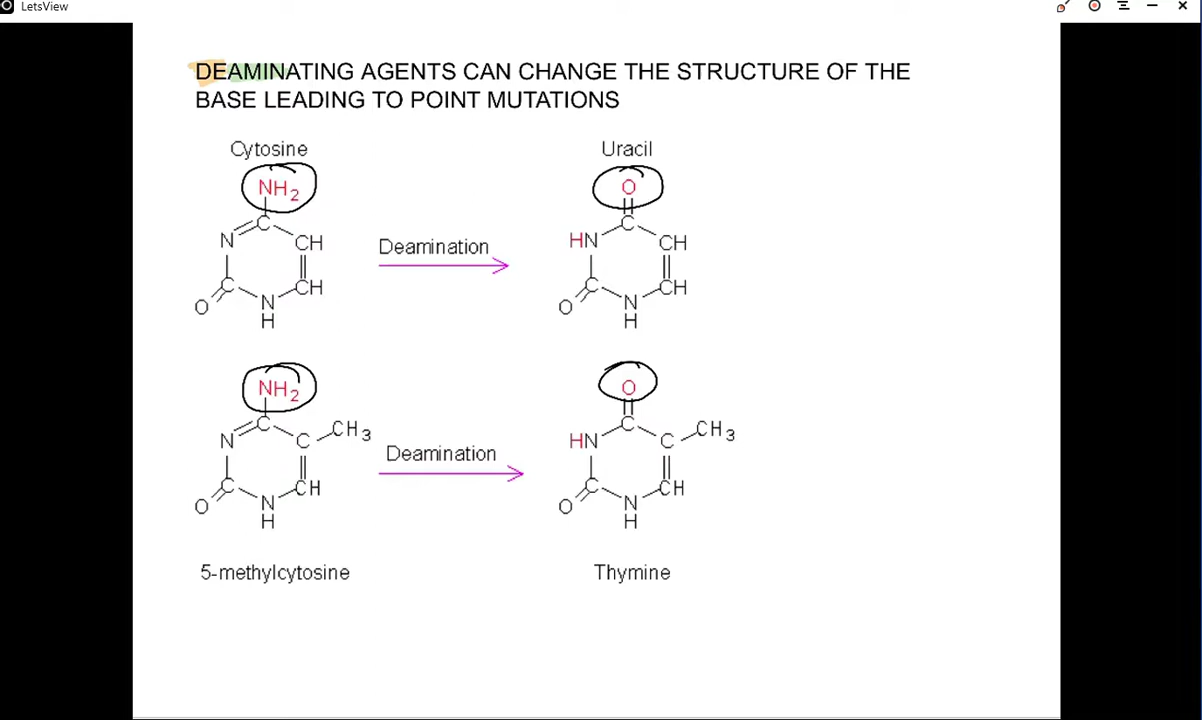 LetsView
DEAMINATING AGENTS CAN CHANGE THE STRUCTURE OF THE
BASE LEADING TO POINT MUTATIONS
Cytosine
Uracil
NH2
O
N
C
CH
Deamination
HN
C
CH
O
C
CH
N
H
O
C
CH
N
H
NH2
O
N
C
C
CH3
Deamination
HN
C
C
CH3
O
C
CH
N
H
O
C
CH
N
H
5-methylcytosine
Thymine